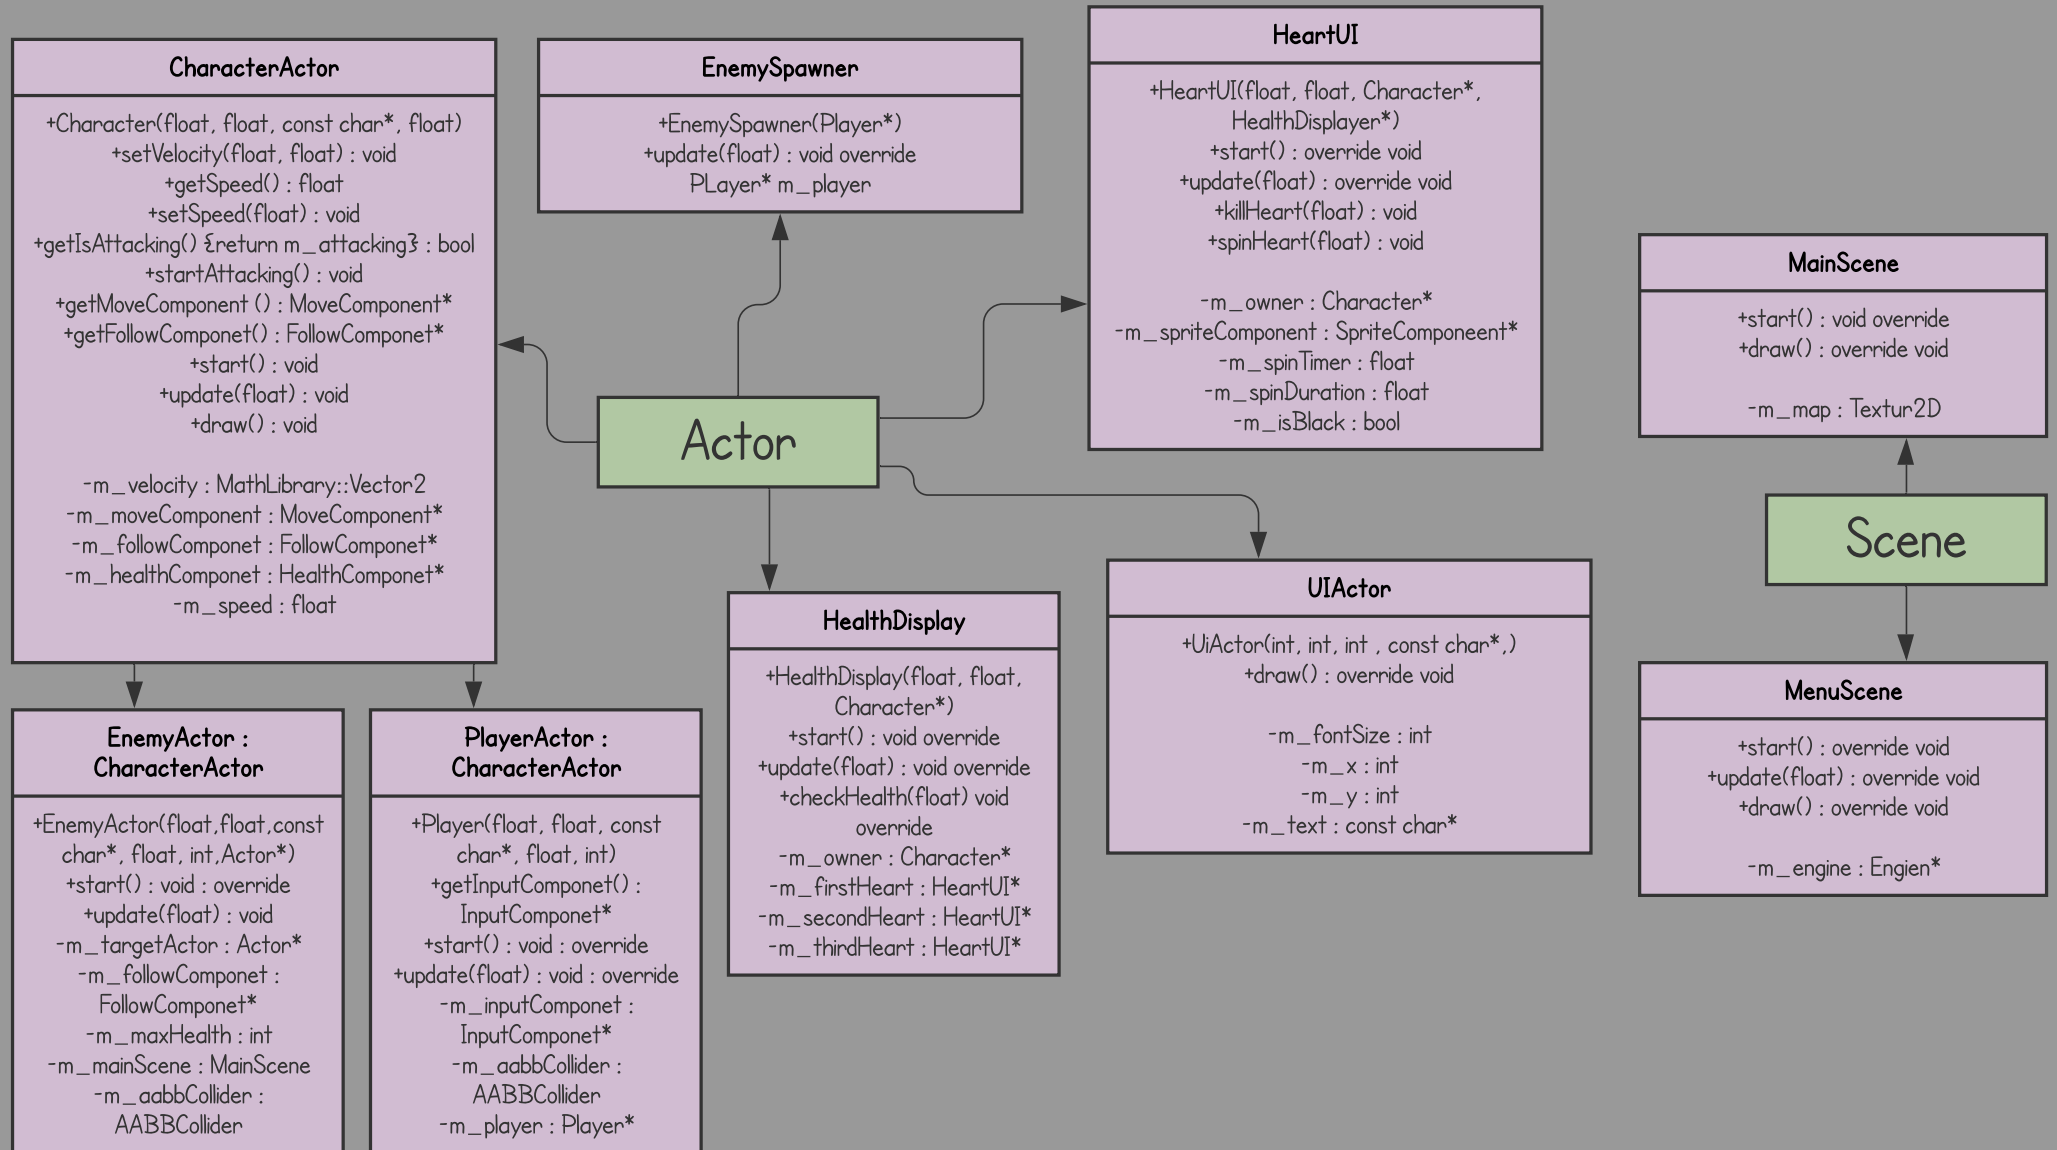 CharacterActor
+Character(float, float, const char*, float)
+setVelocity(float, float) : void
+getSpeed() : float
+setSpeed(float) : void
+getIsAttacking() {return m_attacking} : bool
+startAttacking() : void
+getMoveComponent () : MoveComponent*
+getFollowComponet() : FollowComponet*
+start() : void
+update(float) : void
+draw() : void
-m_velocity : MathLibrary::Vector2
-m_moveComponent : MoveComponent*
-m_followComponet : FollowComponet*
-m_healthComponet : HealthComponet*
-m_speed : float
EnemySpawner
+EnemySpawner(Player*)
+update(float) : void override
PLayer* m_player
HeartUI
+HeartUI(float, float, Character*,
HealthDisplayer*)
+start() : override void
+update(float) : override void
+killHeart(float) : void
+spinHeart(float) : void
-m_owner : Character*
-m_spriteComponent : SpriteComponeent*
-m_spinTimer : float
-m_spinDuration : float
-m_isBlack : bool
MainScene
+start() : void override
+draw() : override void
-m_map : Textur2D
Actor
Scene
EnemyActor :
CharacterActor
+EnemyActor(float,float,const
char*, float, int,Actor*)
+start() : void : override
+update(float) : void
-m_targetActor : Actor*
-m_followComponet :
FollowComponet*
-m_maxHealth : int
-m_mainScene : MainScene
-m_aabbCollider :
AABBCollider
PlayerActor :
CharacterActor
+Player(float, float, const
char*, float, int)
+getInputComponet() :
InputComponet*
+start() : void : override
+update(float) : void : override
-m_inputComponet :
InputComponet*
-m_aabbCollider :
AABBCollider
-m_player : Player*
HealthDisplay
+HealthDisplay(float, float,
Character*)
+start() : void override
+update(float) : void override
+checkHealth(float) void
override
-m_owner : Character*
-m_firstHeart : HeartUI*
-m_secondHeart : HeartUI*
-m_thirdHeart : HeartUI*
UIActor
+UiActor(int, int, int , const char*,)
+draw() : override void
-m_fontSize : int
-m_x : int
-m_y : int
-m_text : const char*
MenuScene
+start() : override void
+update(float) : override void
+draw() : override void
-m_engine : Engien*